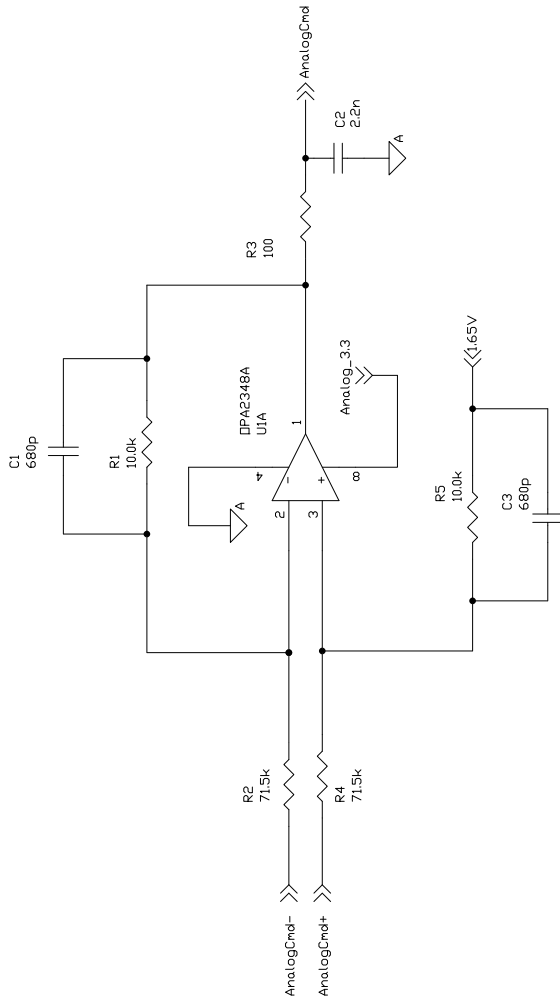 C1
680p
R1
10.0k
OPA2348A
U1A
4
2
3
1
8
A
Analog_3.3
R3
100
C2
2.2n
A
AnalogCmd
1.65V
R5
10.0k
C3
680p
R2
71.5k
R4
71.5k
AnalogCmd-
AnalogCmd+
-
+